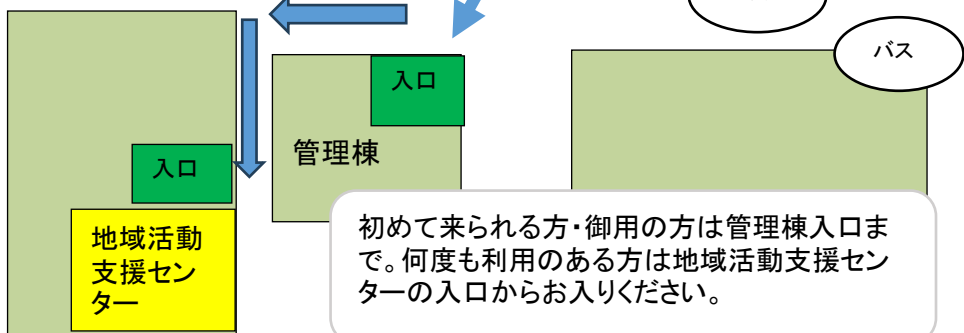 バス
入口
管理棟
入口
地域活動
支援セン
ター
初めて来られる方・御用の方は管理棟入口ま
で。何度も利用のある方は地域活動支援セン
ターの入口からお入りください。